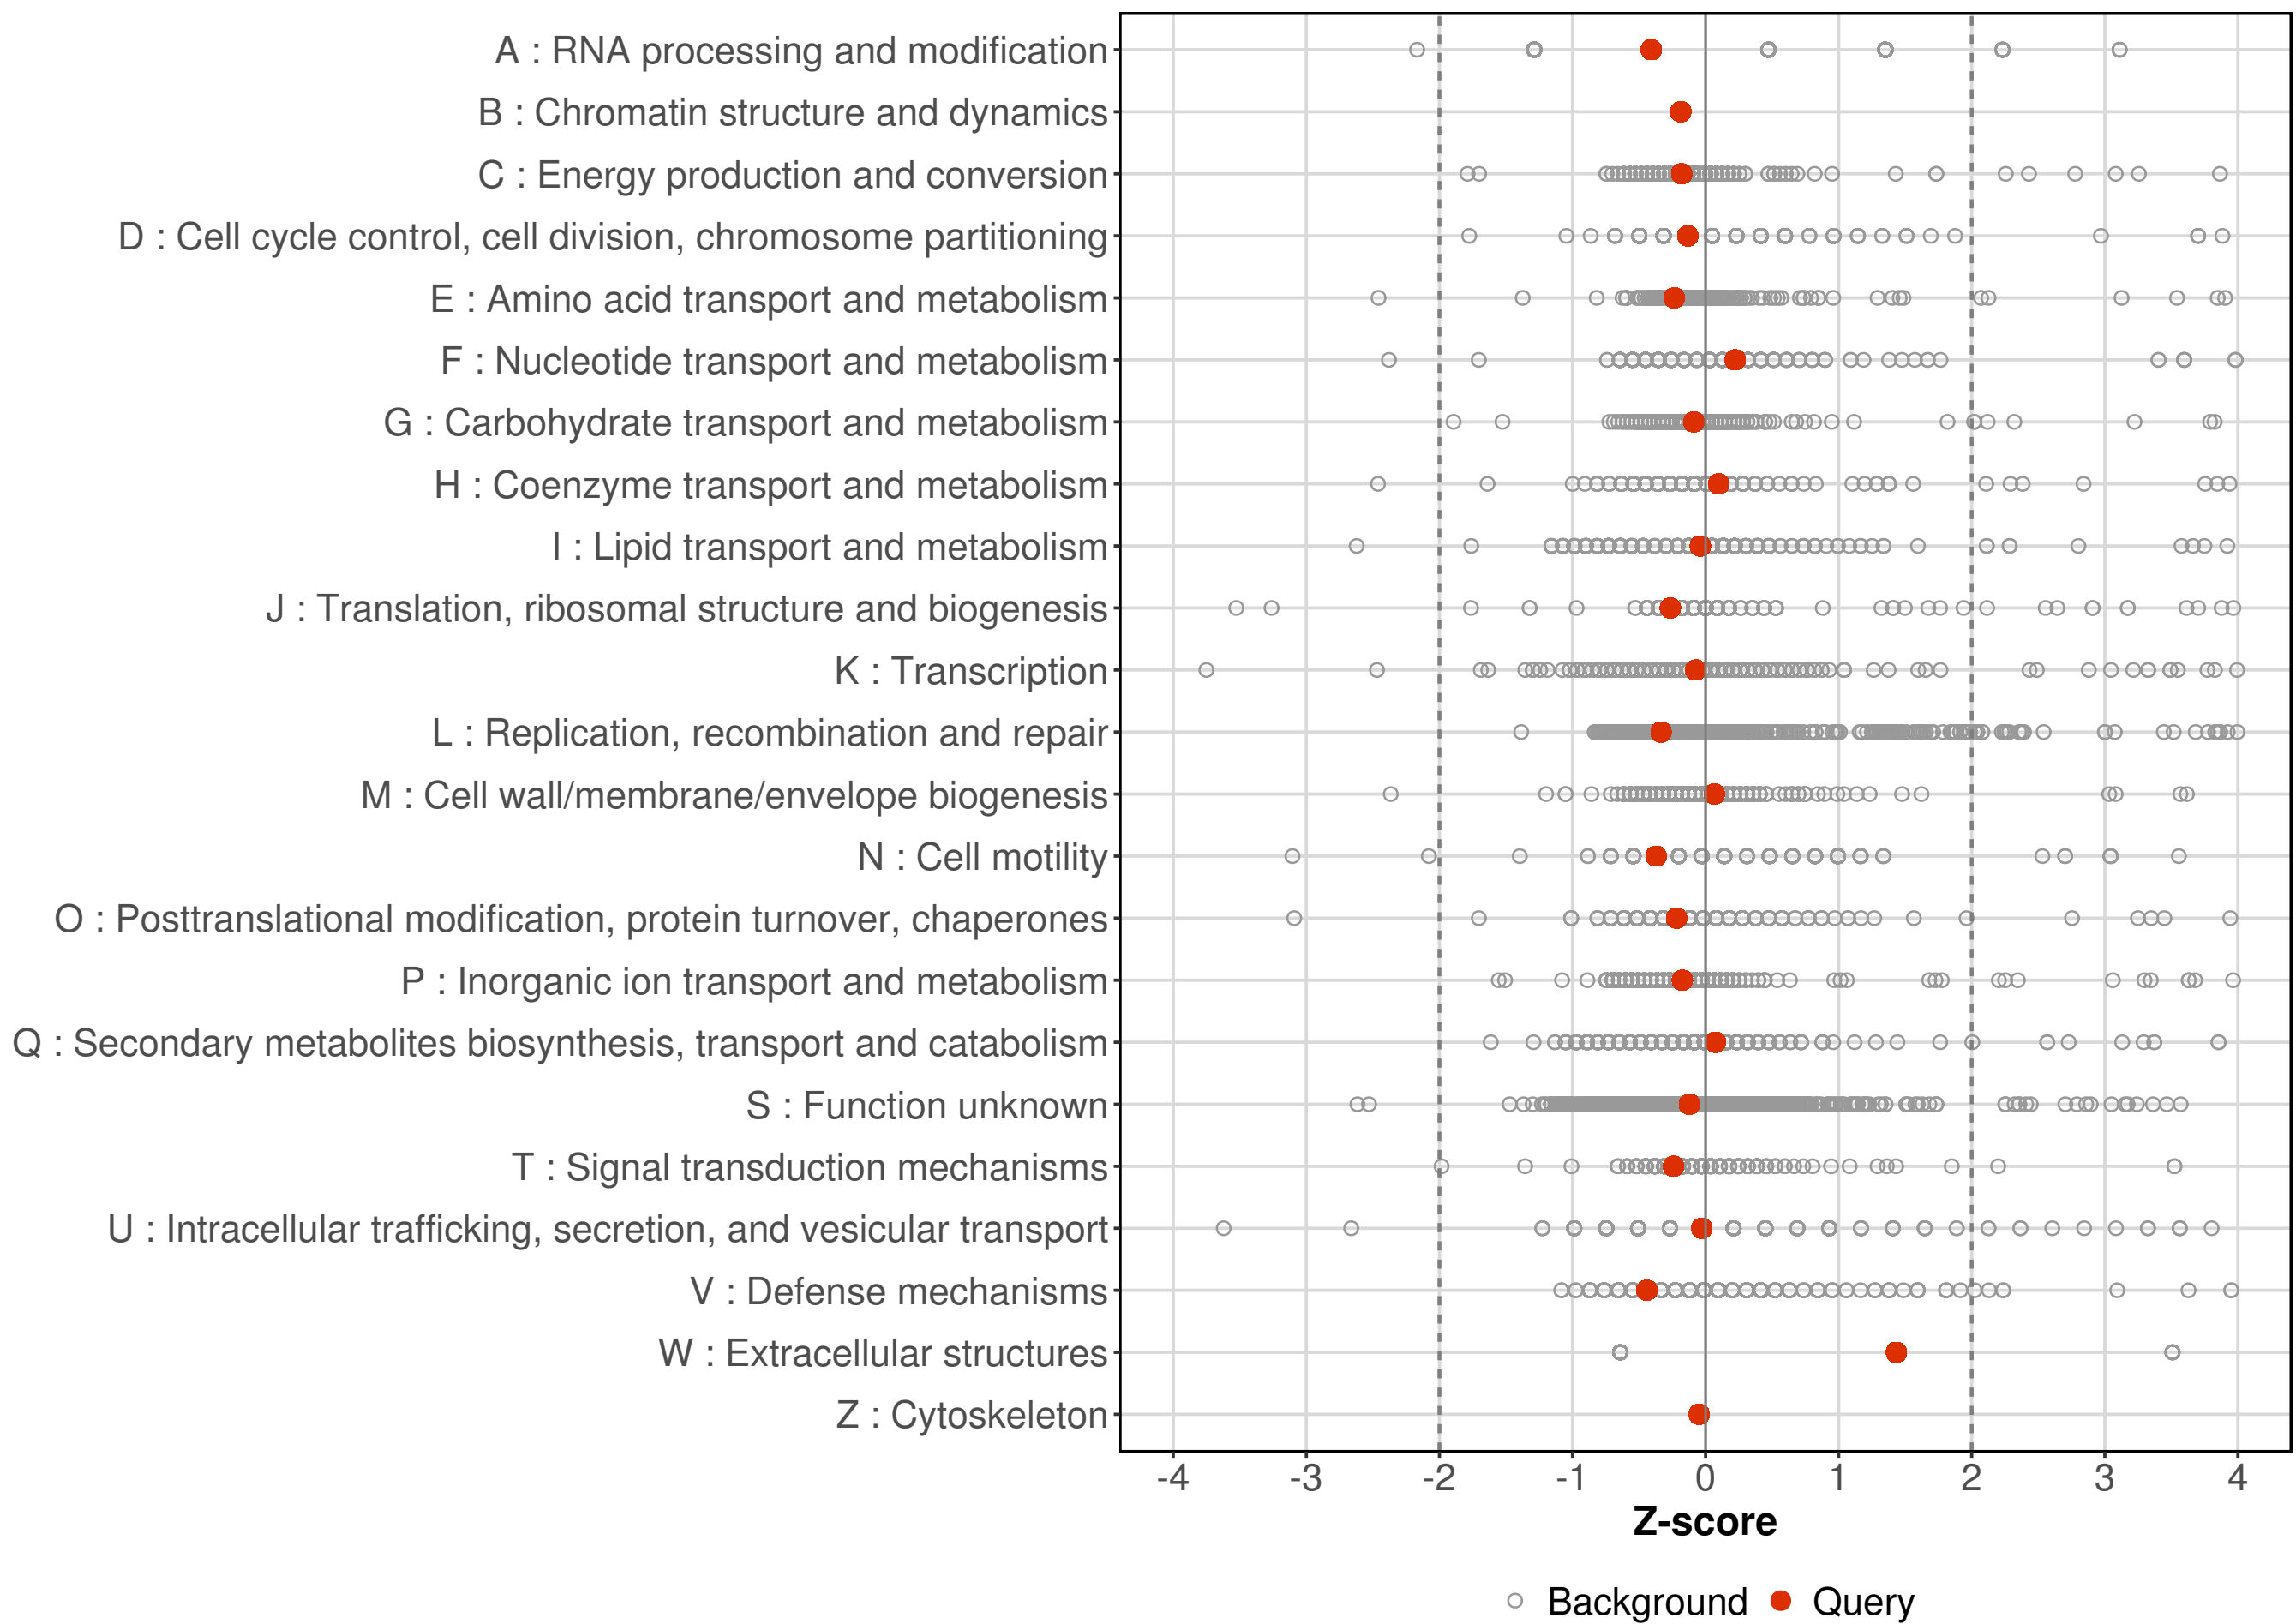 A : RNA processing and modification
B : Chromatin structure and dynamics
C : Energy production and conversion
D : Cell cycle control, cell division, chromosome partitioning
E : Amino acid transport and metabolism
F : Nucleotide transport and metabolism
G : Carbohydrate transport and metabolism
H : Coenzyme transport and metabolism
I : Lipid transport and metabolism
J : Translation, ribosomal structure and biogenesis
K : Transcription
L : Replication, recombination and repair
M : Cell wall/membrane/envelope biogenesis
N : Cell motility
O : Posttranslational modification, protein turnover, chaperones
P : Inorganic ion transport and metabolism
Q : Secondary metabolites biosynthesis, transport and catabolism
S : Function unknown
T : Signal transduction mechanisms
U : Intracellular trafficking, secretion, and vesicular transport
V : Defense mechanisms
W : Extracellular structures
Z : Cytoskeleton
-4 -3 -2 -1 0 1 2 3 4
Z-score
Background Query